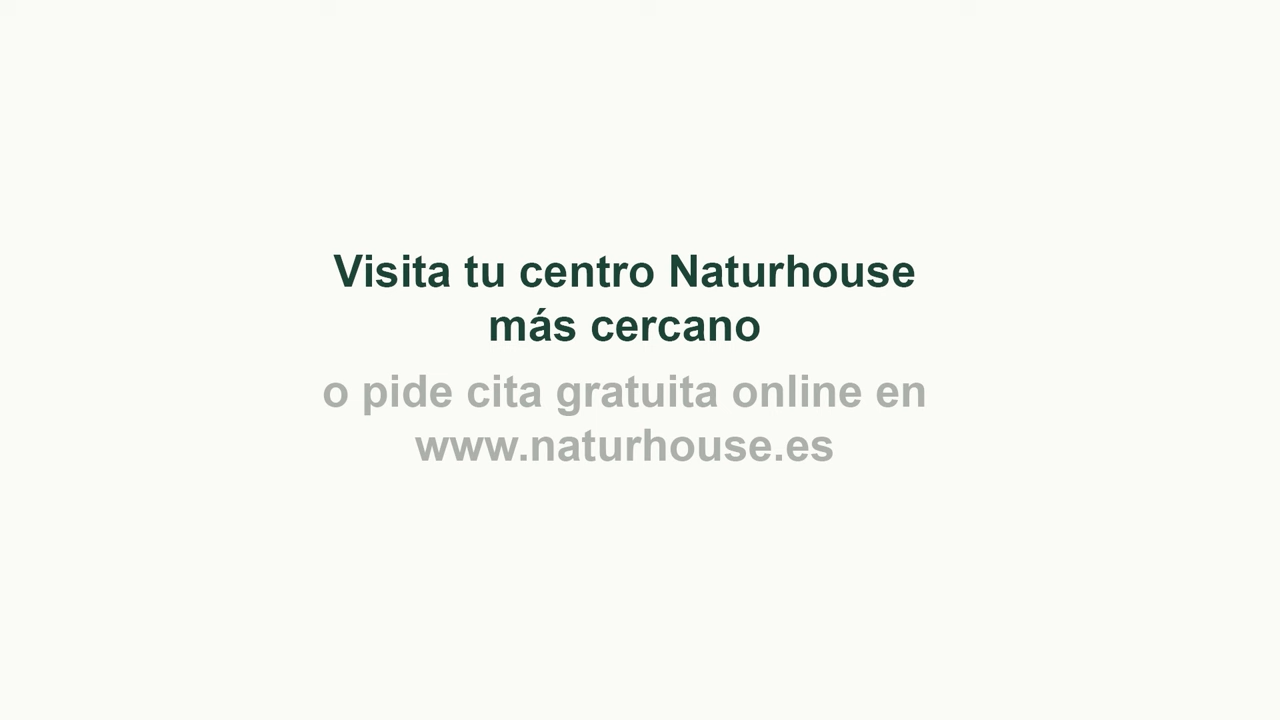 Visita tu centro Naturhouse
más cercano
o pide cita gratuita online en
www.naturhouse.es